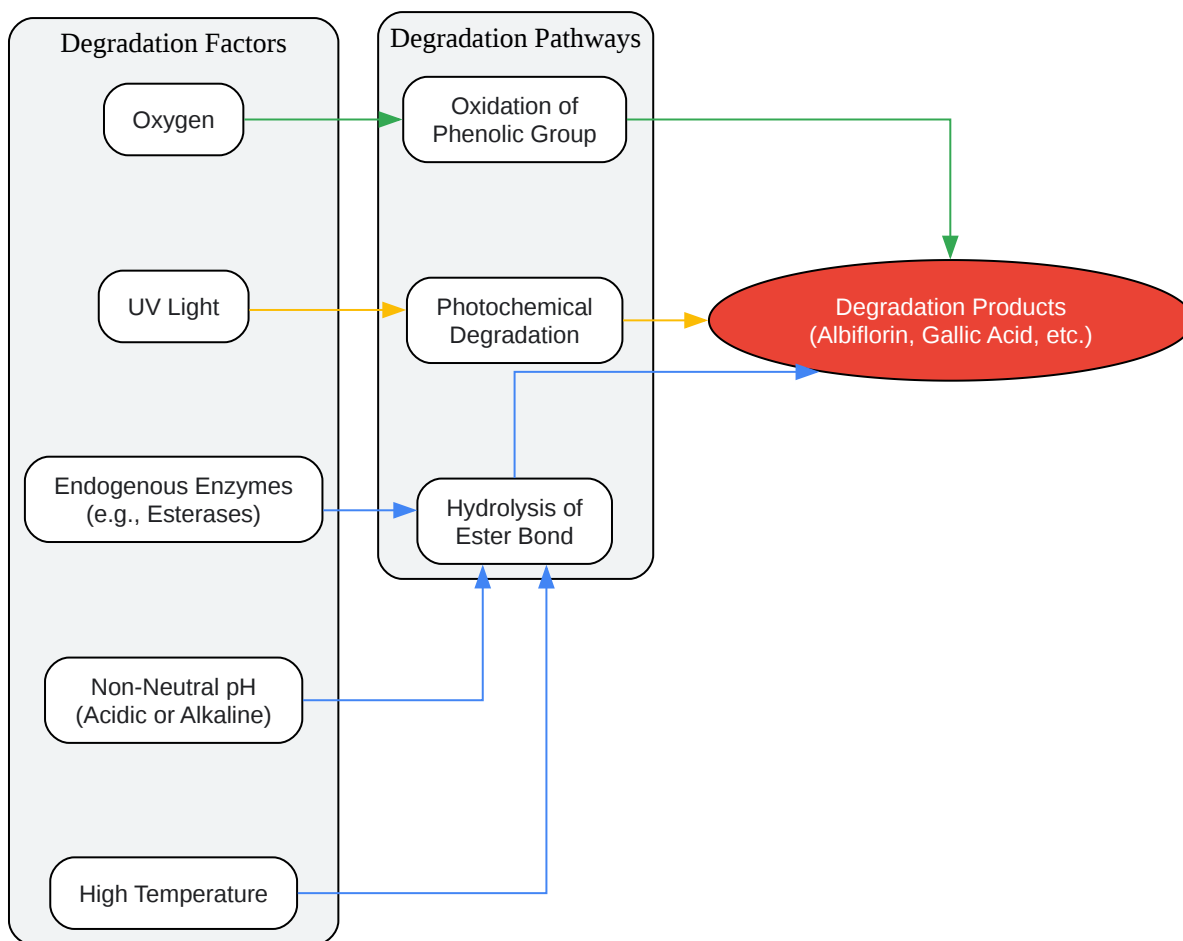 Degradation Factors
Oxygen
UV Light
Endogenous Enzymes
(e.g., Esterases)
Non-Neutral pH
(Acidic or Alkaline)
High Temperature
Degradation Pathways
Oxidation of
Phenolic Group
Photochemical
Degradation
Hydrolysis of
Ester Bond
Degradation Products
(Albiflorin, Gallic Acid, etc.)